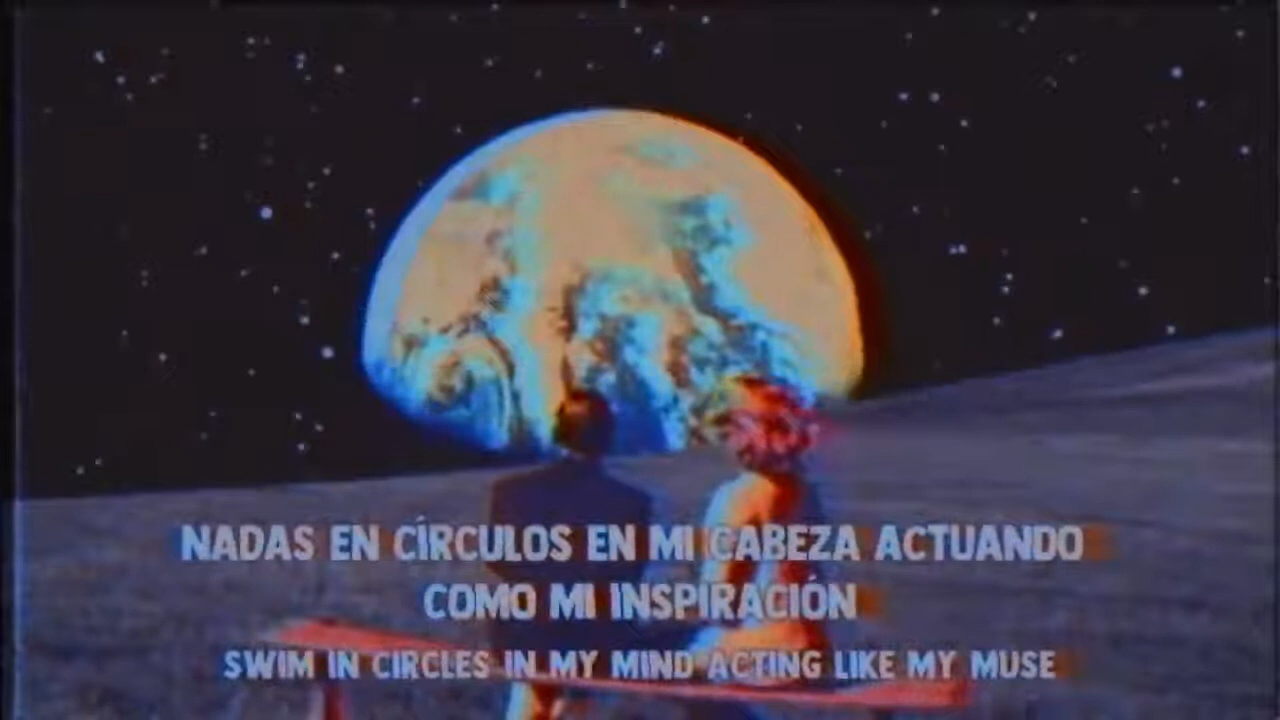 NADAS EN CÍRCULOS EN MI CABEZA ACTUANDO
COMO MI INSPIRACIÓN
SWIM IN CIRCLES IN MY MIND ACTING LIKE MY MUSE